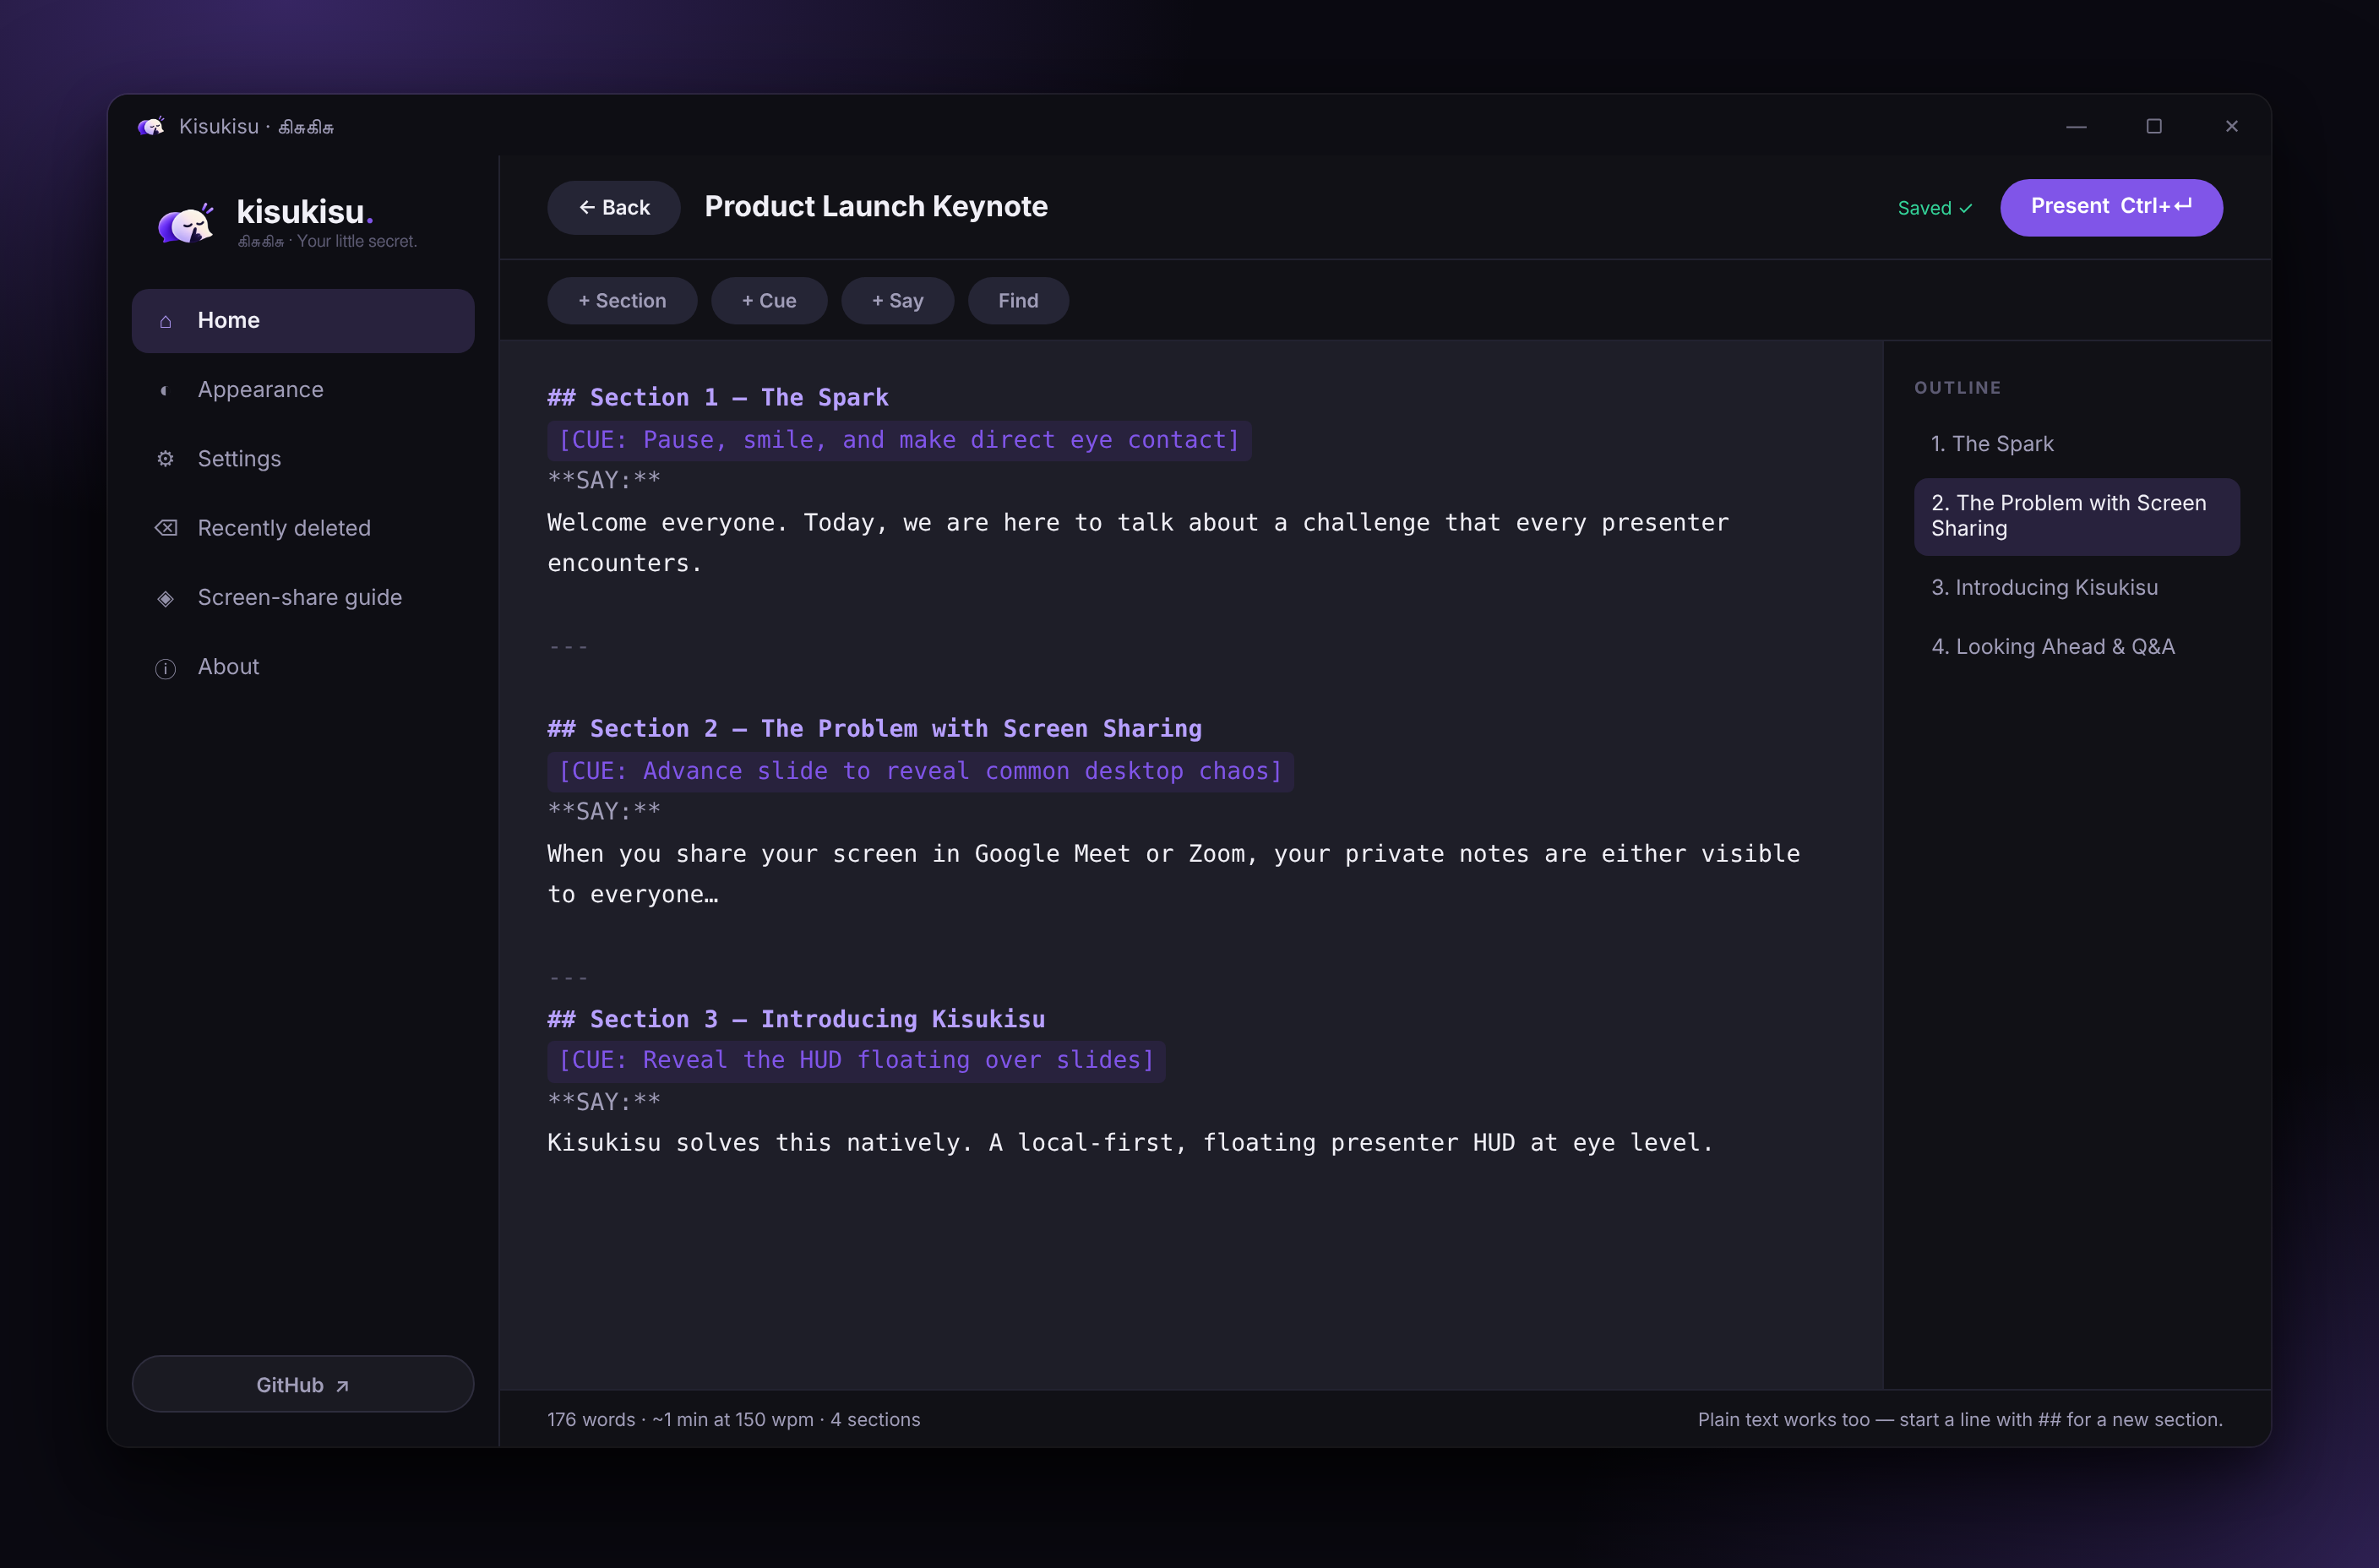 Kisukisu · கிசுகிசு
kisukisu.
கிசுகிசு · Your little secret.
Home
Appearance
Settings
Recently deleted
Screen-share guide
About
GitHub ↗
← Back
Product Launch Keynote
Saved ✓
Present Ctrl+↵
+ Section
+ Cue
+ Say
Find
## Section 1 — The Spark
[CUE: Pause, smile, and make direct eye contact]
**SAY:**
Welcome everyone. Today, we are here to talk about a challenge that every presenter
encounters.
---
## Section 2 — The Problem with Screen Sharing
[CUE: Advance slide to reveal common desktop chaos]
**SAY:**
When you share your screen in Google Meet or Zoom, your private notes are either visible
to everyone…
---
## Section 3 — Introducing Kisukisu
[CUE: Reveal the HUD floating over slides]
**SAY:**
Kisukisu solves this natively. A local-first, floating presenter HUD at eye level.
OUTLINE
1. The Spark
2. The Problem with Screen
Sharing
3. Introducing Kisukisu
4. Looking Ahead & Q&A
176 words · ~1 min at 150 wpm · 4 sections
Plain text works too — start a line with ## for a new section.